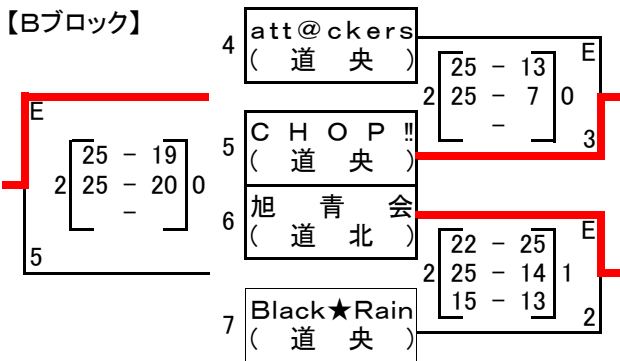 【Bブロック】
4
att@ckers
( 道 央 )
E
25 - 13
2 25 - 7 0
-
3
E
25 - 19
2 25 - 20 0
-
5
5
CHOP!!
( 道 央 )
6
旭 青 会
( 道 北 )
E
22 - 25
2 25 - 14 1
15 - 13
2
7
Black★Rain
( 道 央 )